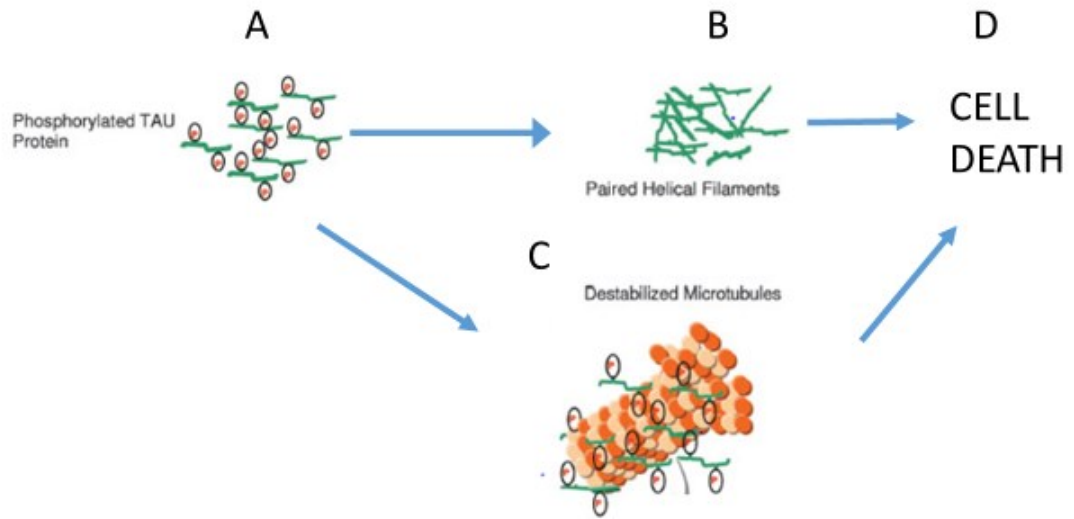 A
B
D
Phosphorylated TAU
Protein
CELL
DEATH
Paired Helical Filaments
C
Destabilized Microtubules